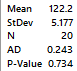 Mean 122.2
StDev 5.177
N 20
AD 0.243
P-Value 0.734